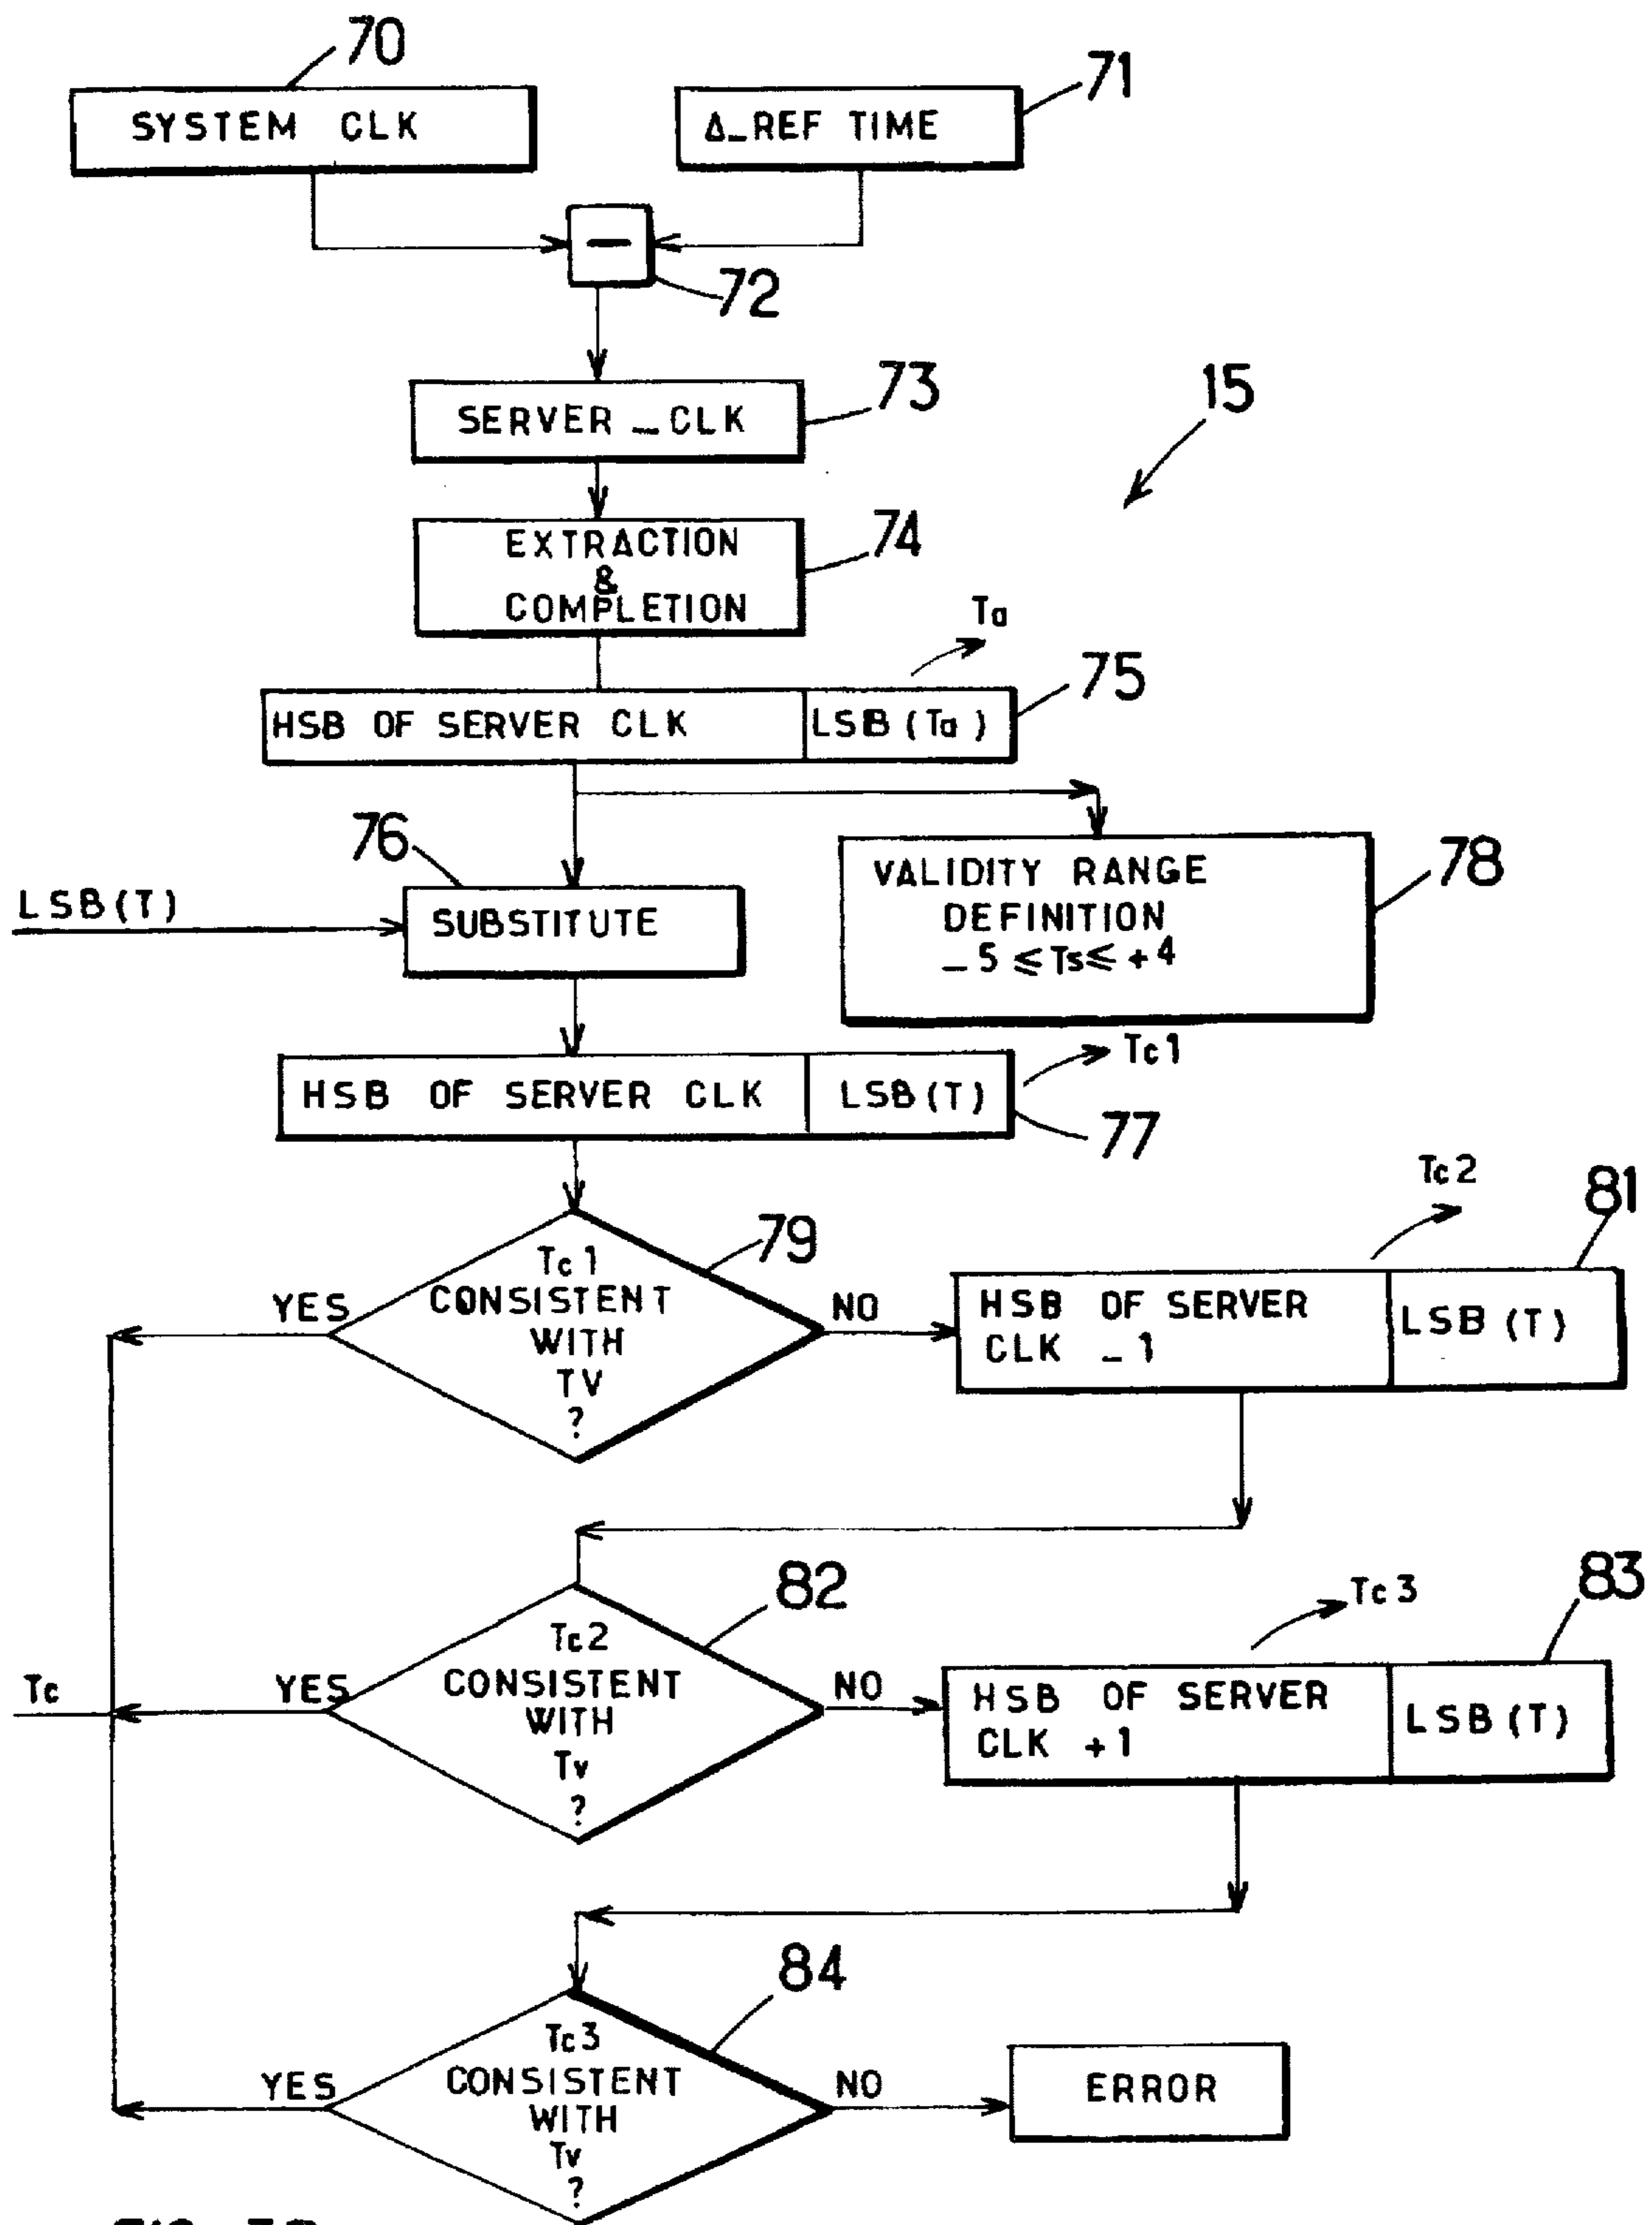 70
71
SYSTEM CLK
Δ_REF TIME
—
72
73
SERVER _ CLK
15
74
EXTRACTION
&
COMPLETION
Ta
75
HSB OF SERVER CLK
LSB (Ta)
76
78
LSB(T)
SUBSTITUTE
VALIDITY RANGE
DEFINITION
_ 5 ⩽ Ts ⩽ + 4
Tc1
HSB OF SERVER CLK
LSB(T)
77
Tc2
81
79
Tc1
CONSISTENT
WITH
TV
?
YES
NO
HSB OF SERVER
CLK _ 1
LSB (T)
82
Tc3
83
Tc2
CONSISTENT
WITH
Tv
?
Tc
YES
NO
HSB OF SERVER
CLK +1
LSB(T)
84
Tc3
CONSISTENT
WITH
Tv
?
YES
NO
ERROR